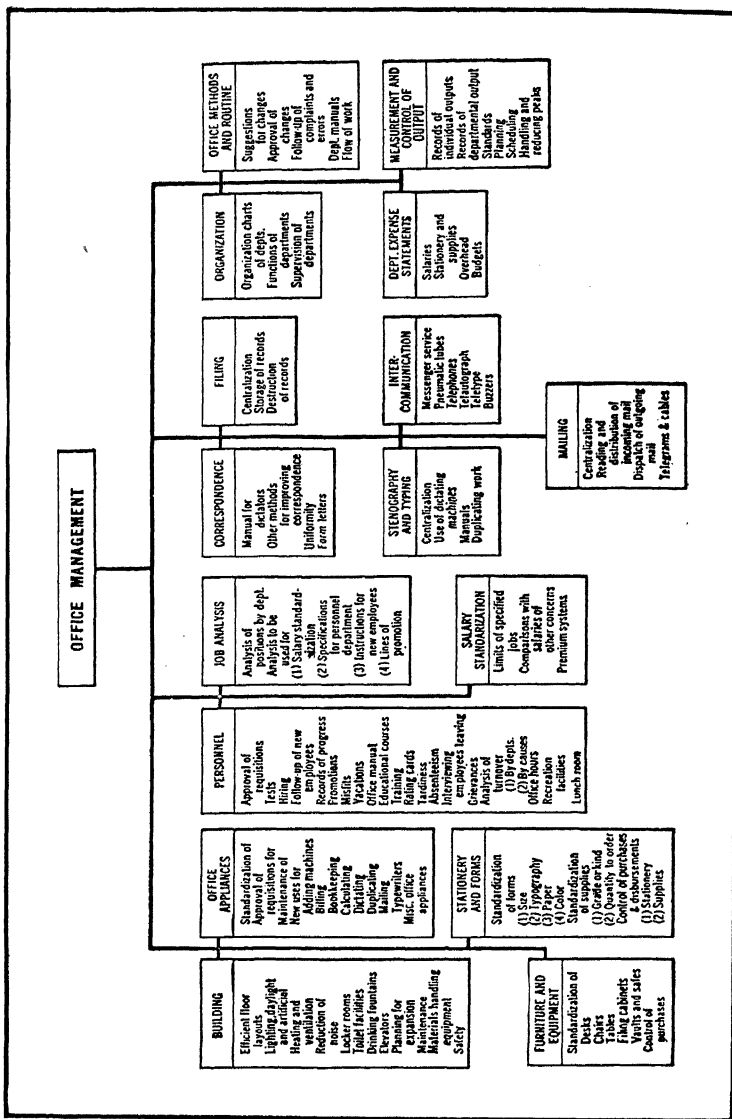 OFFICE MANAGEMENT
BUILDING
Efficient floor
layouts
Lighting, daylight
and artificial
Heating and
ventilation
Reduction of
noise
Locker rooms
Toilet facilities
Drinking fountains
Elevators
Planning for
expansion
Maintenance
Materials handling
equipment
Safety
OFFICE
APPLIANCES
Standardization of
Approval of
requisitions for
Maintenance of
New uses for
Adding machines
Billing
Bookkeeping
Calculating
Dictating
Duplicating
Mailing
Typewriters
Misc. office
appliances
PERSONNEL
Approval of
requisitions
Tests
Hiring
Follow-up of new
employees
Records of progress
Promotions
Misfits
Vacations
Office manual
Educational courses
Training
Rating cards
Tardiness
Absenteeism
Interviewing
employees leaving
Grievances
Analysis of
turnover
(1) By depts.
(2) By causes
Office hours
Recreation
facilities
Lunch room
JOB ANALYSIS
Analysis of
positions by dept.
Analysis to be
used for
(1) Salary standard-
ization
(2) Specifications
for personnel
department
(3) Instructions for
new employees
(4) Lines of
promotion
CORRESPONDENCE
Manual for
dictators
Other methods
for improving
correspondence
Uniformity
Form letters
FILING
Centralization
Storage of records
Destruction
of records
ORGANIZATION
Organization charts
of depts.
Functions of
departments
Supervision of
departments
OFFICE METHODS
AND ROUTINE
Suggestions
for changes
Approval of
changes
Follow-up of
complaints and
errors
Dept. manuals
Flow of work
FURNITURE AND
EQUIPMENT
Standardization of
Desks
Chairs
Tables
Filing cabinets
Vaults and safes
Control of
purchases
STATIONERY
AND FORMS
Standardization
of forms
(1) Size
(2) Typography
(3) Paper
(4) Color
Standardization
of supplies
(1) Grade or kind
(2) Quantity to order
Control of purchases
& disbursements
(1) Stationery
(2) Supplies
SALARY
STANDARIZATION
Limits of specified
jobs
Comparisons with
salaries of
other concerns
Premium systems
STENOGRAPHY
AND TYPING
Centralization
Use of dictating
machines
Manuals
Duplicating work
INTER-
COMMUNICATION
Messenger service
Pneumatic tubes
Telephones
Telautograph
Teletype
Buzzers
DEPT. EXPENSE
STATEMENTS
Salaries
Stationery and
supplies
Overhead
Budgets
MEASUREMENT AND
CONTROL OF
OUTPUT
Records of
individual outputs
Records of
departmental output
Standards
Planning
Scheduling
Handling and
reducing peaks
MAILING
Centralization
Reading and
distribution of
incoming mail
Dispatch of outgoing
mail
Telegrams & cables